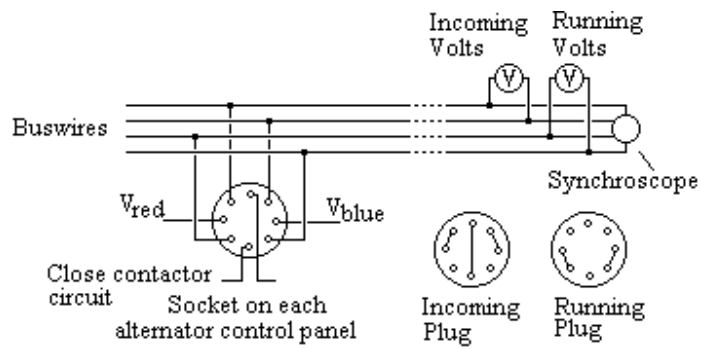 Incoming
Volts
Running
Volts
V
V
Buswires
Synchroscope
Vred
Vblue
Close contactor
circuit
Socket on each
alternator control panel
Incoming
Plug
Running
Plug